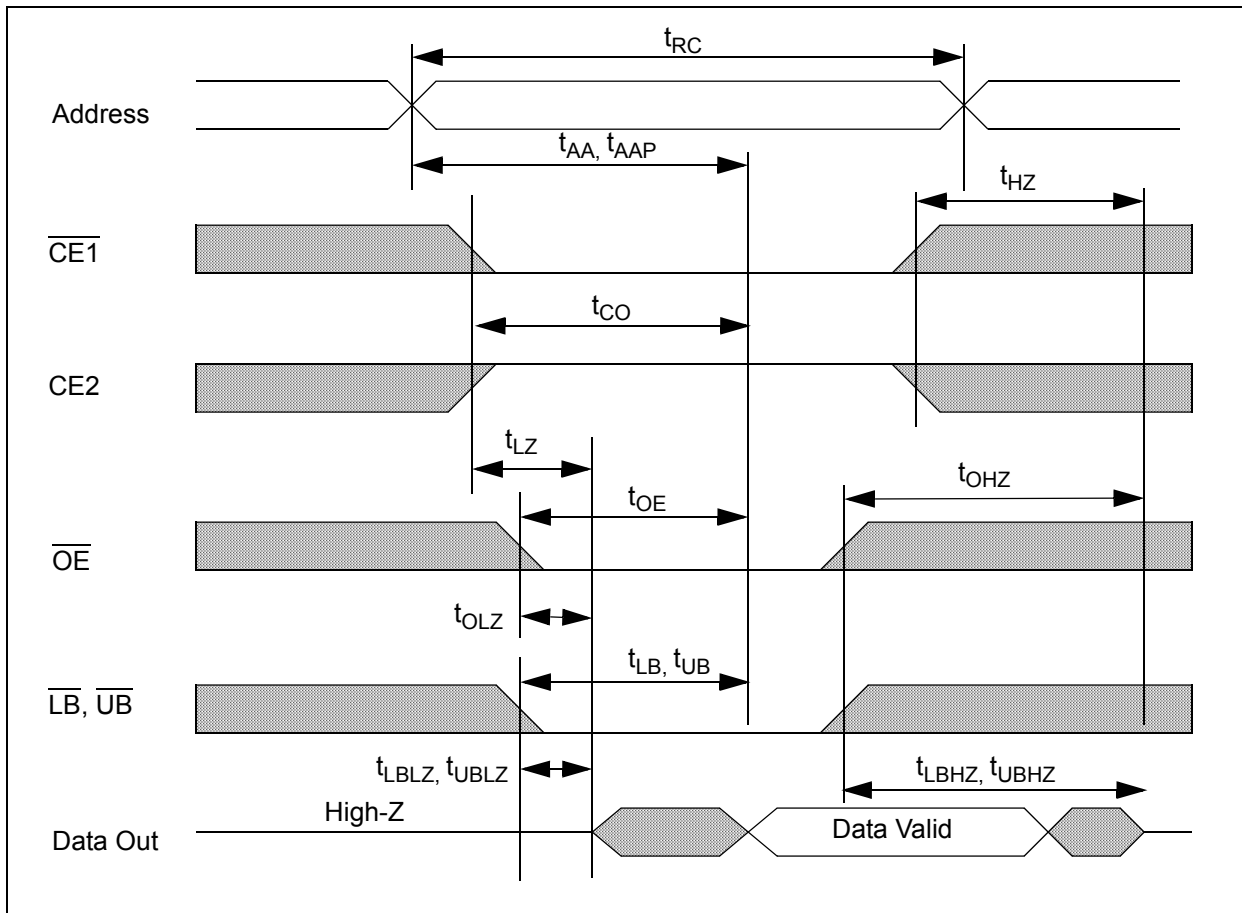 tRC
Address
tAA, tAAP
tHZ
CE1
tCO
CE2
tLZ
tOHZ
tOE
OE
tOLZ
tLB, tUB
LB, UB
tLBLZ, tUBLZ
tLBHZ, tUBHZ
High-Z
Data Out
Data Valid